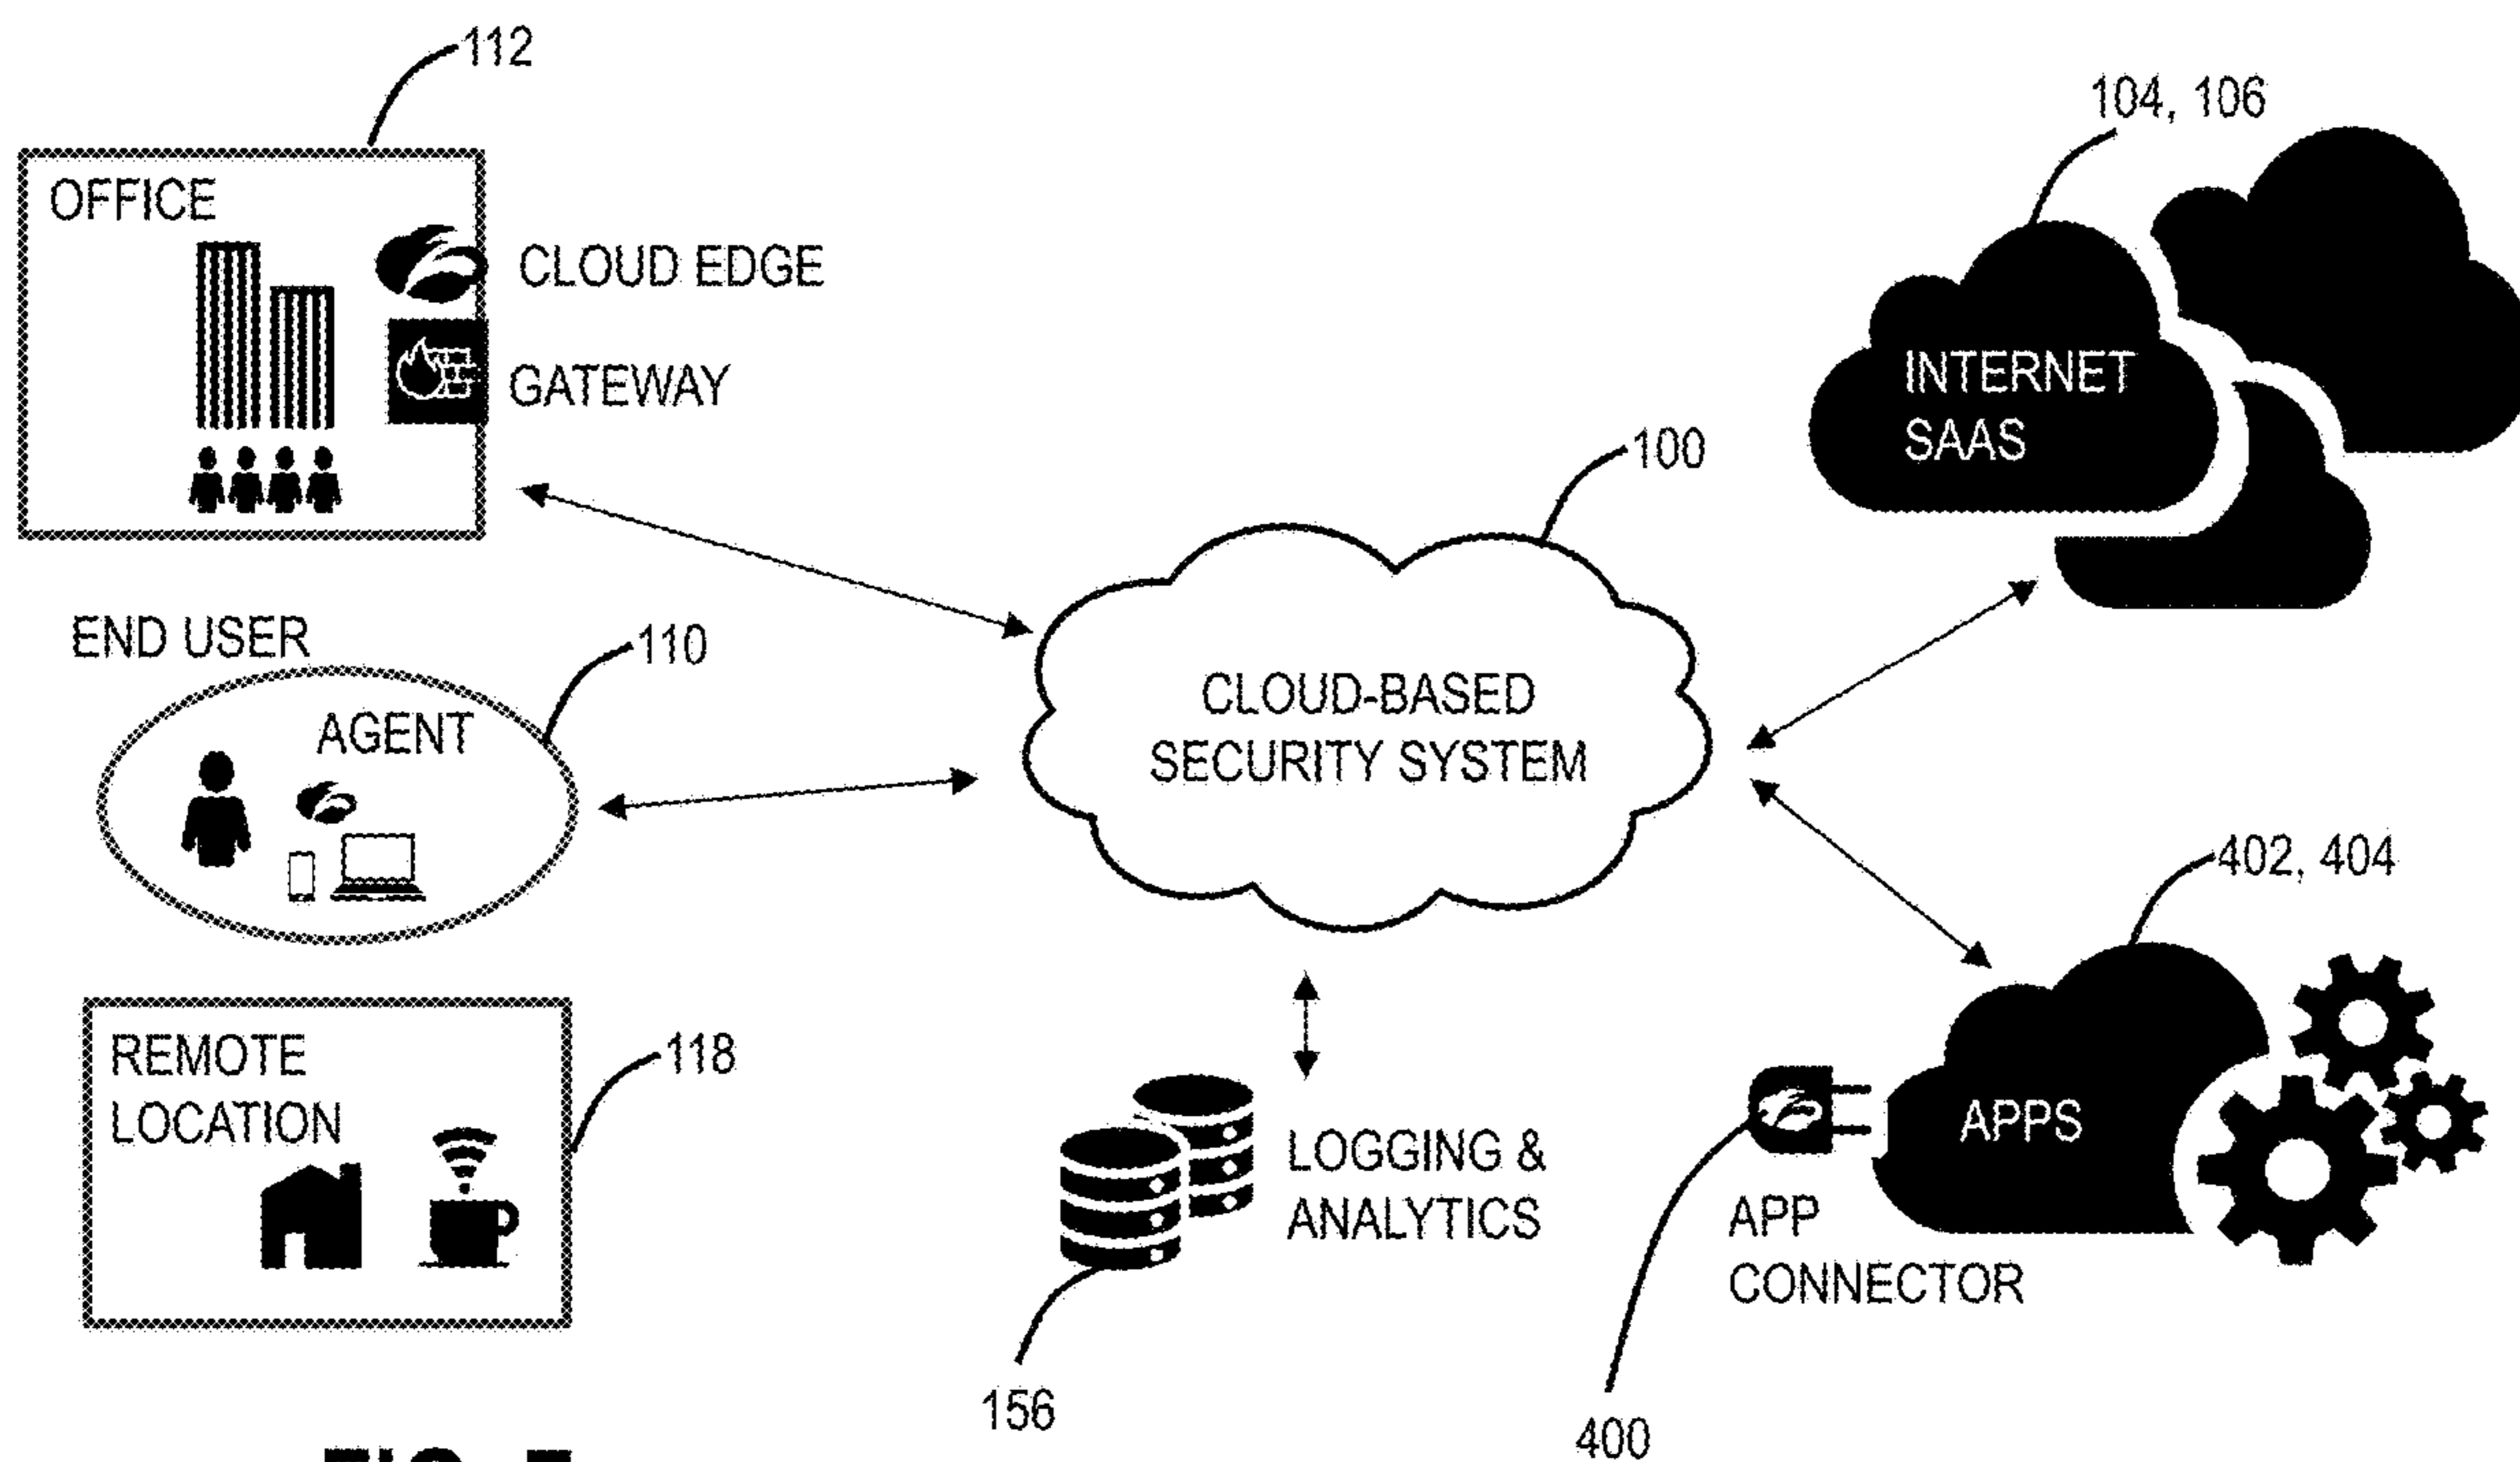 112
104, 106
OFFICE
CLOUD EDGE
GATEWAY
INTERNET
SAAS
100
END USER
110
AGENT
CLOUD-BASED
SECURITY SYSTEM
402, 404
REMOTE
LOCATION
118
LOGGING &
ANALYTICS
APPS
APP
CONNECTOR
156
400